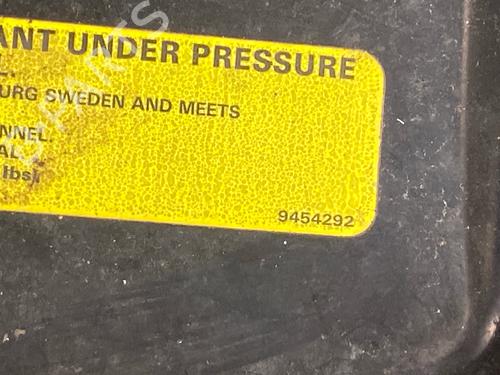 ANT UNDER PRESSURE
L.
URG SWEDEN AND MEETS
NNEL.
AL.
lbs).
9454292